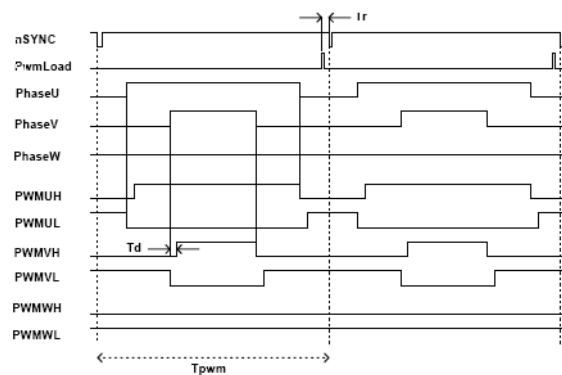 Tr
nSYNC
PwmLoad
PhaseU
PhaseV
PhaseW
PWMUH
PWMUL
Td
PWMVH
PWMVL
PWMWH
PWMWL
Tpwm